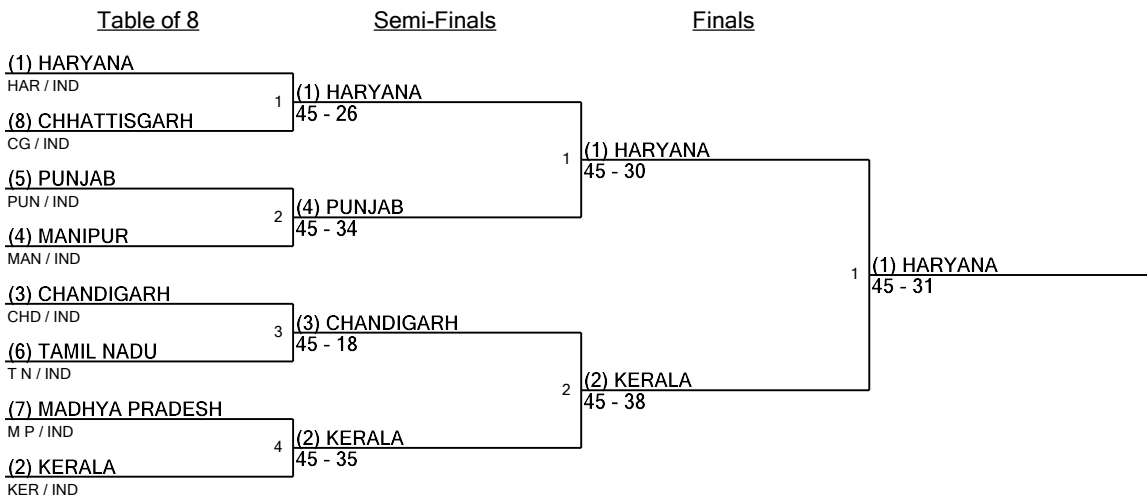 Table of 8 Semi-Finals Finals
(1) HARYANA
HAR / IND
1
(1) HARYANA
45 - 26
(8) CHHATTISGARH
CG / IND
1
(1) HARYANA
45 - 30
(5) PUNJAB
PUN / IND
2
(4) PUNJAB
45 - 34
(4) MANIPUR
MAN / IND
1
(1) HARYANA
45 - 31
(3) CHANDIGARH
CHD / IND
3
(3) CHANDIGARH
45 - 18
(6) TAMIL NADU
T N / IND
2
(2) KERALA
45 - 38
(7) MADHYA PRADESH
M P / IND
4
(2) KERALA
45 - 35
(2) KERALA
KER / IND